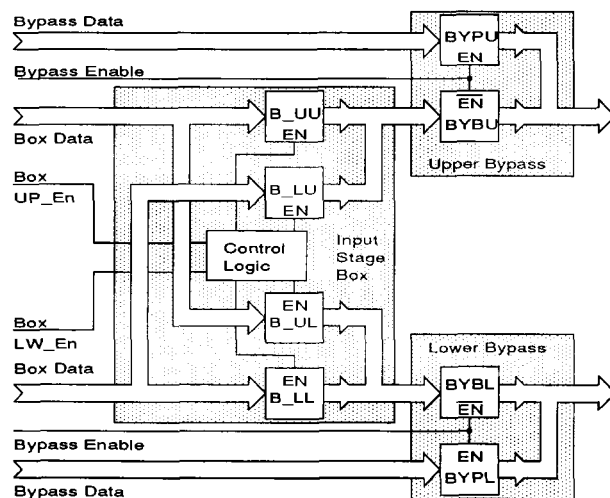 Bypass Data
BYPU
EN
Bypass Enable
EN
BYBU
Upper Bypass
Box Data
B_UU
EN
B_LU
EN
Box
UP_En
Control
Logic
Input
Stage
Box
EN
B_UL
Box
LW_En
Box Data
EN
B_LL
Lower Bypass
BYBL
EN
Bypass Enable
EN
BYPL
Bypass Data